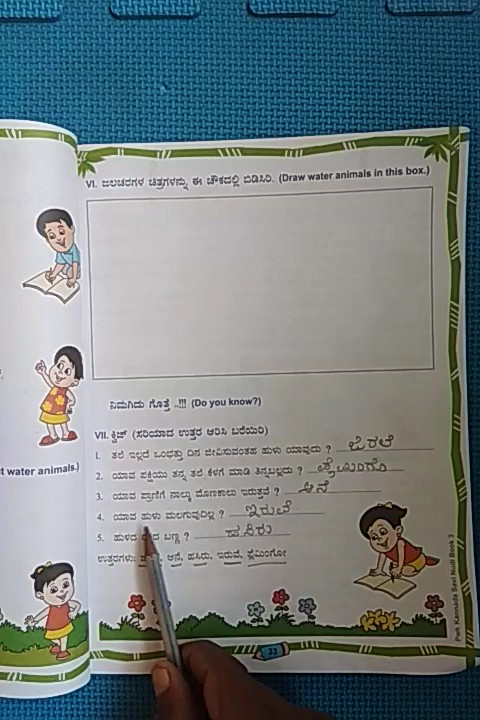 VI. ಜಲಚರಗಳ ಚಿತ್ರಗಳನ್ನು ಈ ಚೌಕದಲ್ಲಿ ಬಿಡಿಸಿರಿ. (Draw water animals in this box.)
ನಿಮಗಿದು ಗೊತ್ತೆ ..!!! (Do you know?)
VII. ಕ್ವಿಜ್ (ಸರಿಯಾದ ಉತ್ತರ ಆರಿಸಿ ಬರೆಯಿರಿ)
t water animals.)
1. ತಲೆ ಇಲ್ಲದೆ ಒಂಭತ್ತು ದಿನ ಜೀವಿಸುವಂತಹ ಹುಳು ಯಾವುದು ? ಜಿರಲೆ
2. ಯಾವ ಪಕ್ಷಿಯು ತನ್ನ ತಲೆ ಕೆಳಗೆ ಮಾಡಿ ತಿನ್ನಬಲ್ಲದು ?
3. ಯಾವ ಪ್ರಾಣಿಗೆ ನಾಲ್ಕು ಮೊಣಕಾಲು ಇರುತ್ತವೆ ? ಆನೆ
4. ಯಾವ ಹುಳು ಮಲಗುವುದಿಲ್ಲ ? ಇರುವೆ
5. ಹುಳದ ಬಣ್ಣ ? ಹಸಿರು
ಉತ್ತರಗಳು: ಆನೆ, ಹಸಿರು, ಇರುವೆ, ಫ್ಲೆಮಿಂಗೋ
33
Pwk Kannada Savi Nudi Book 3